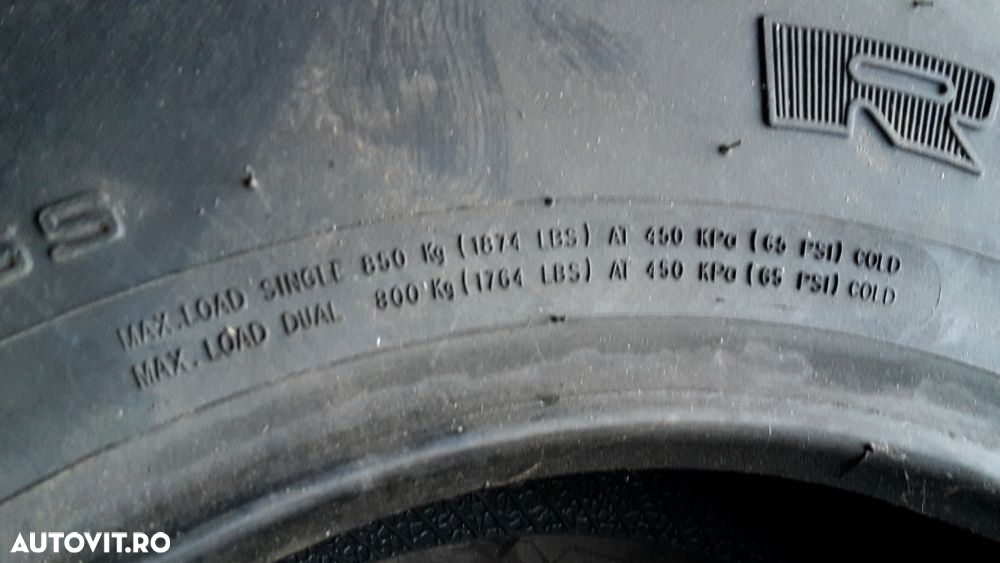 R
GS
MAX.LOAD SINGLE 850 Kg (1874 LBS) AT 450 KPa (65 PSI) COLD
MAX.LOAD DUAL 800 Kg (1764 LBS) AT 450 KPa (65 PSI) COLD
AUTOVIT.RO